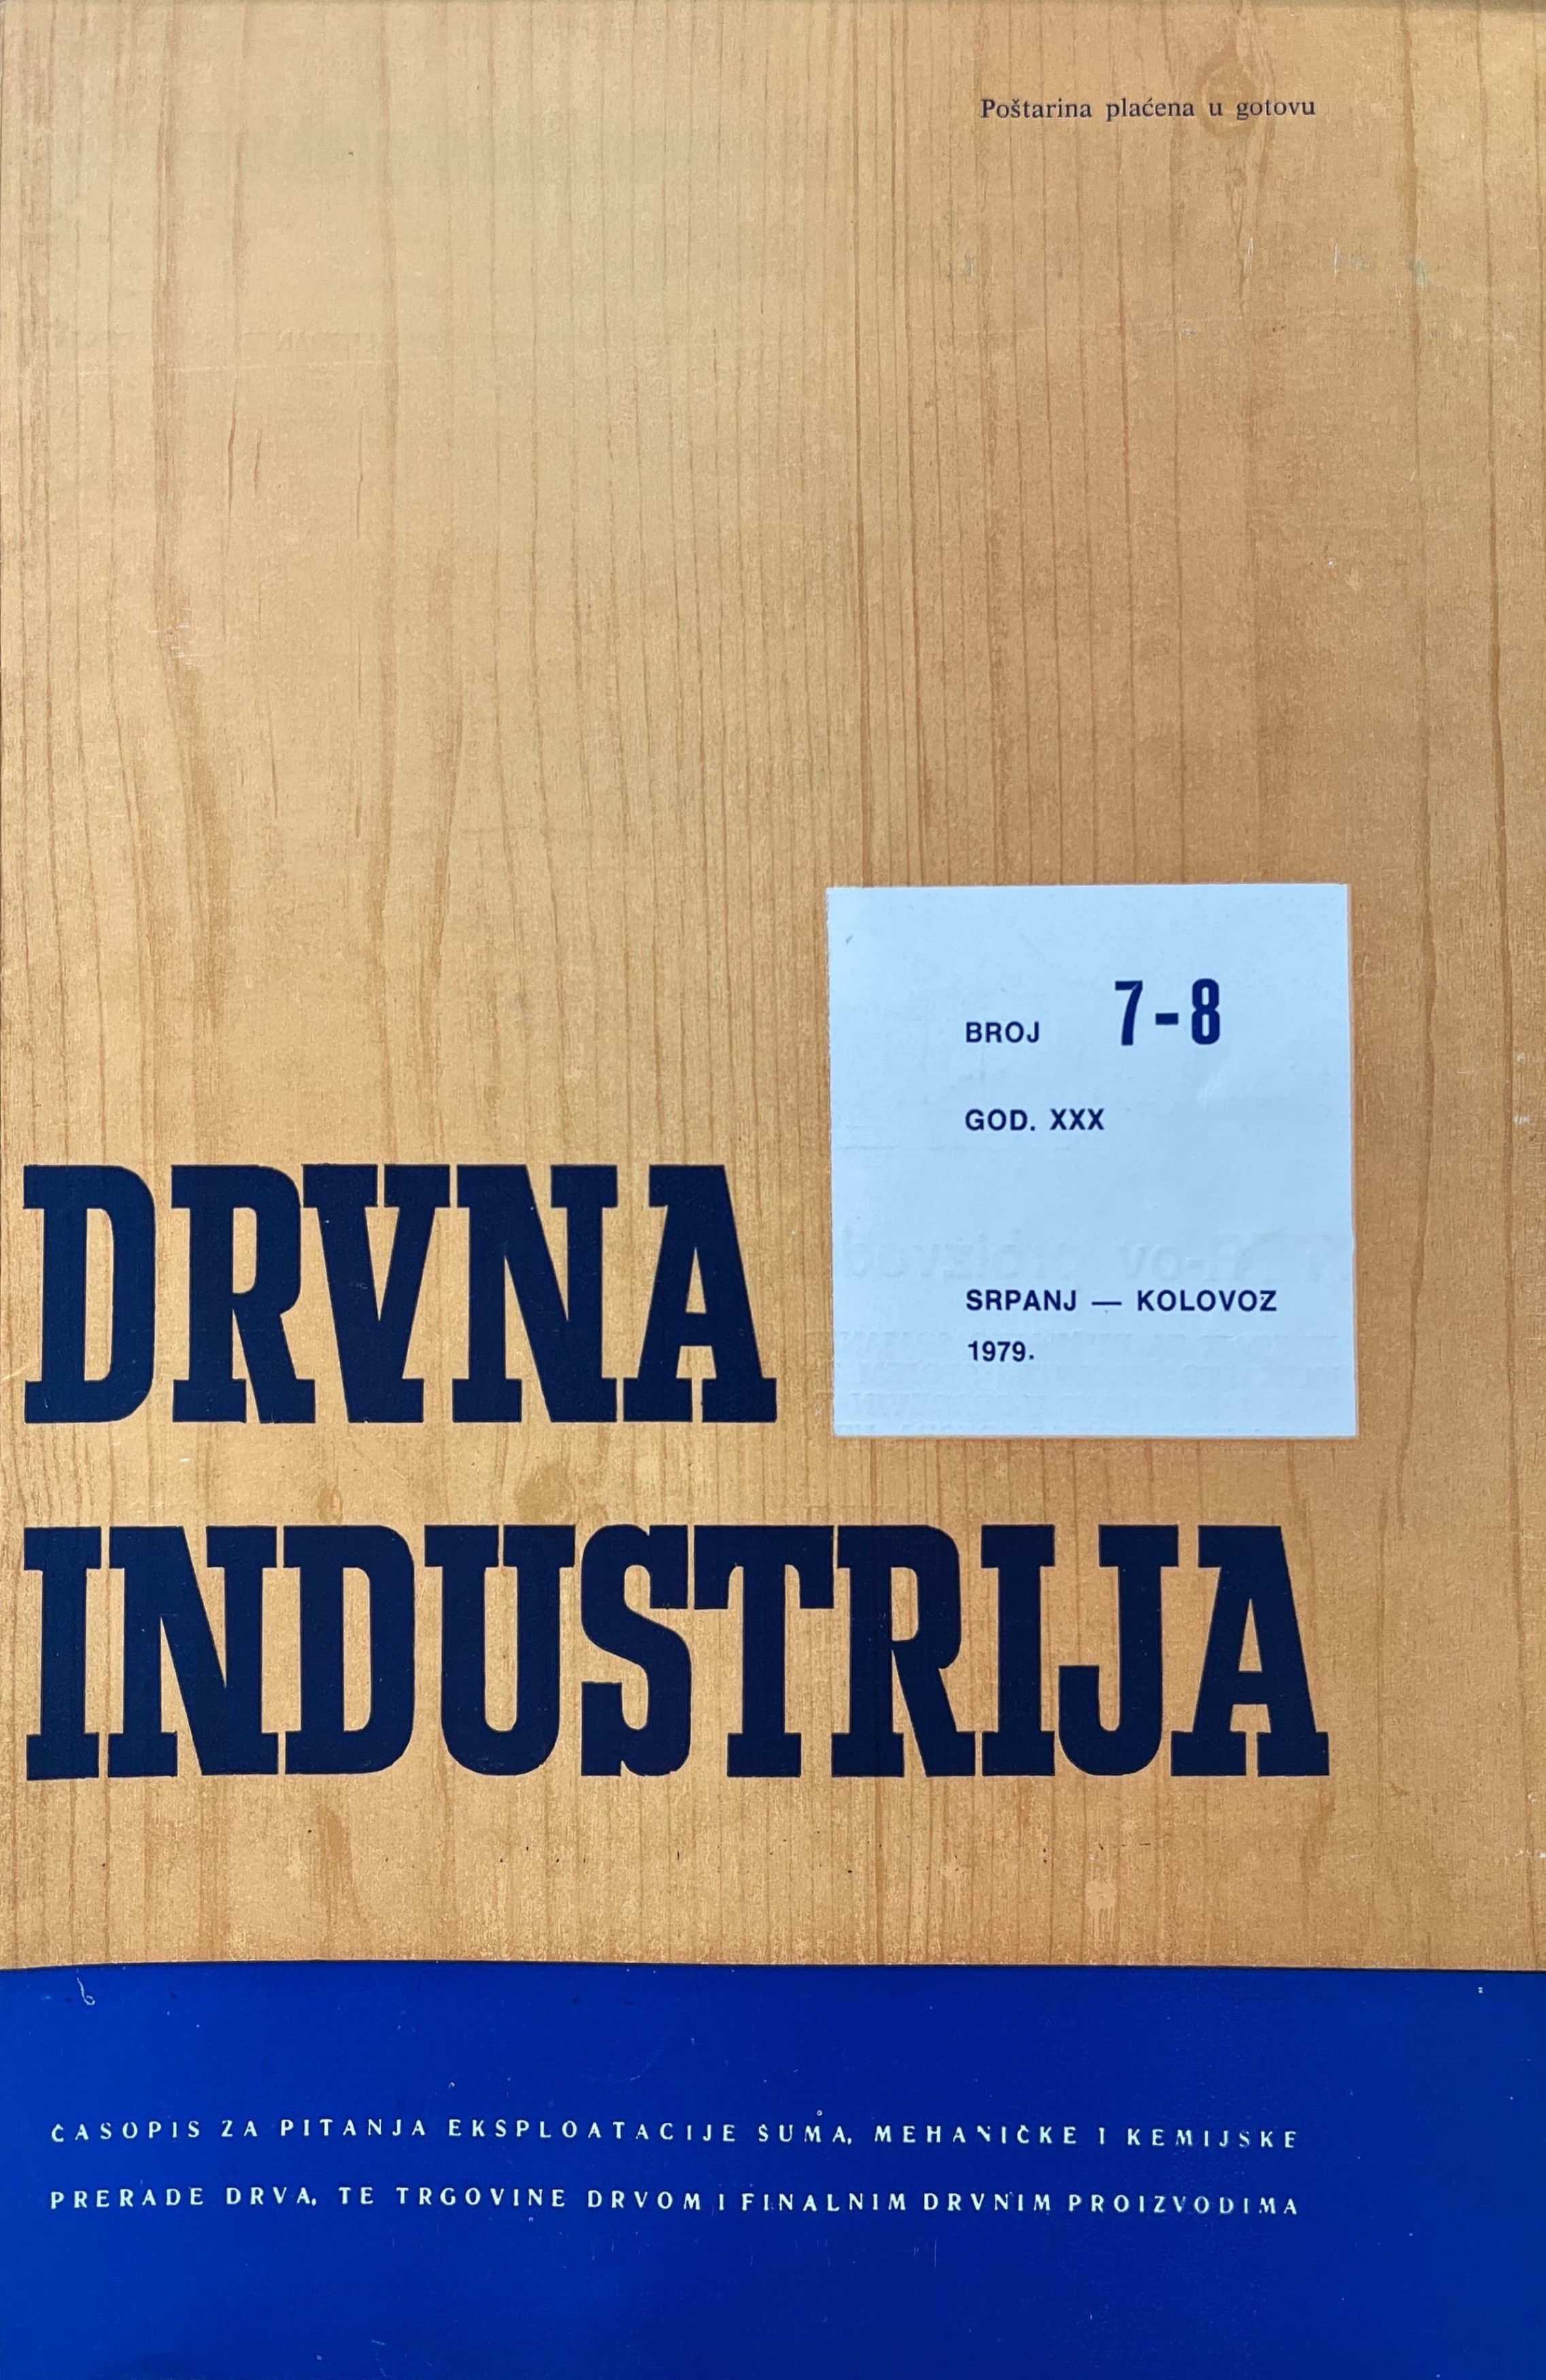 Poštarina plaćena u gotovu
BROJ 7-8
GOD. XXX
SRPANJ — KOLOVOZ
1979.
DRVNA
INDUSTRIJA
ČASOPIS ZA PITANJA EKSPLOATACIJE ŠUMA, MEHANIČKE I KEMIJSKE
PRERADE DRVA, TE TRGOVINE DRVOM I FINALNIM DRVNIM PROIZVODIMA